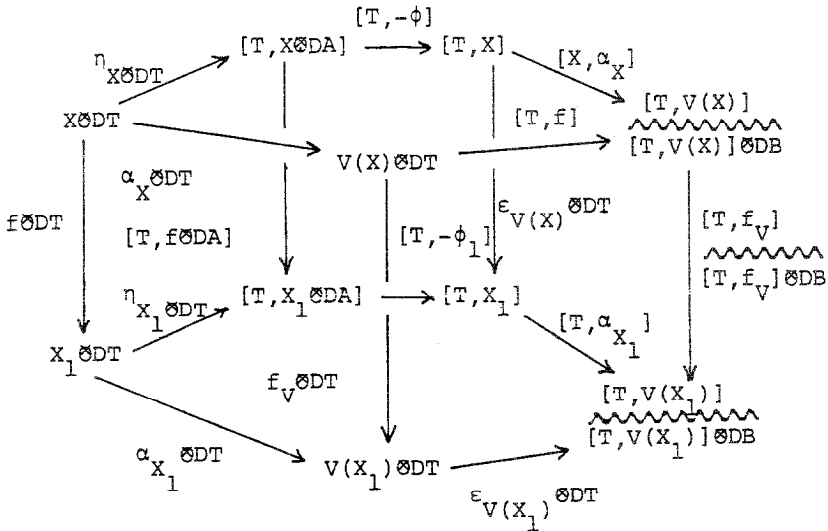 [T,-ϕ]
[T,X⊗DA]
[T,X]
[X,α_X]
η_X⊗DT
[T,V(X)]
X⊗DT
[T,f]
[T,V(X)]⊗DB
V(X)⊗DT
α_X⊗DT
ε_V(X)⊗DT
f⊗DT
[T,f_V]
[T,f⊗DA]
[T,-ϕ_1]
[T,f_V]⊗DB
η_X_1⊗DT
[T,X_1⊗DA]
[T,X_1]
[T,α_X_1]
X_1⊗DT
f_V⊗DT
[T,V(X_1)]
[T,V(X_1)]⊗DB
α_X_1⊗DT
V(X_1)⊗DT
ε_V(X_1)⊗DT